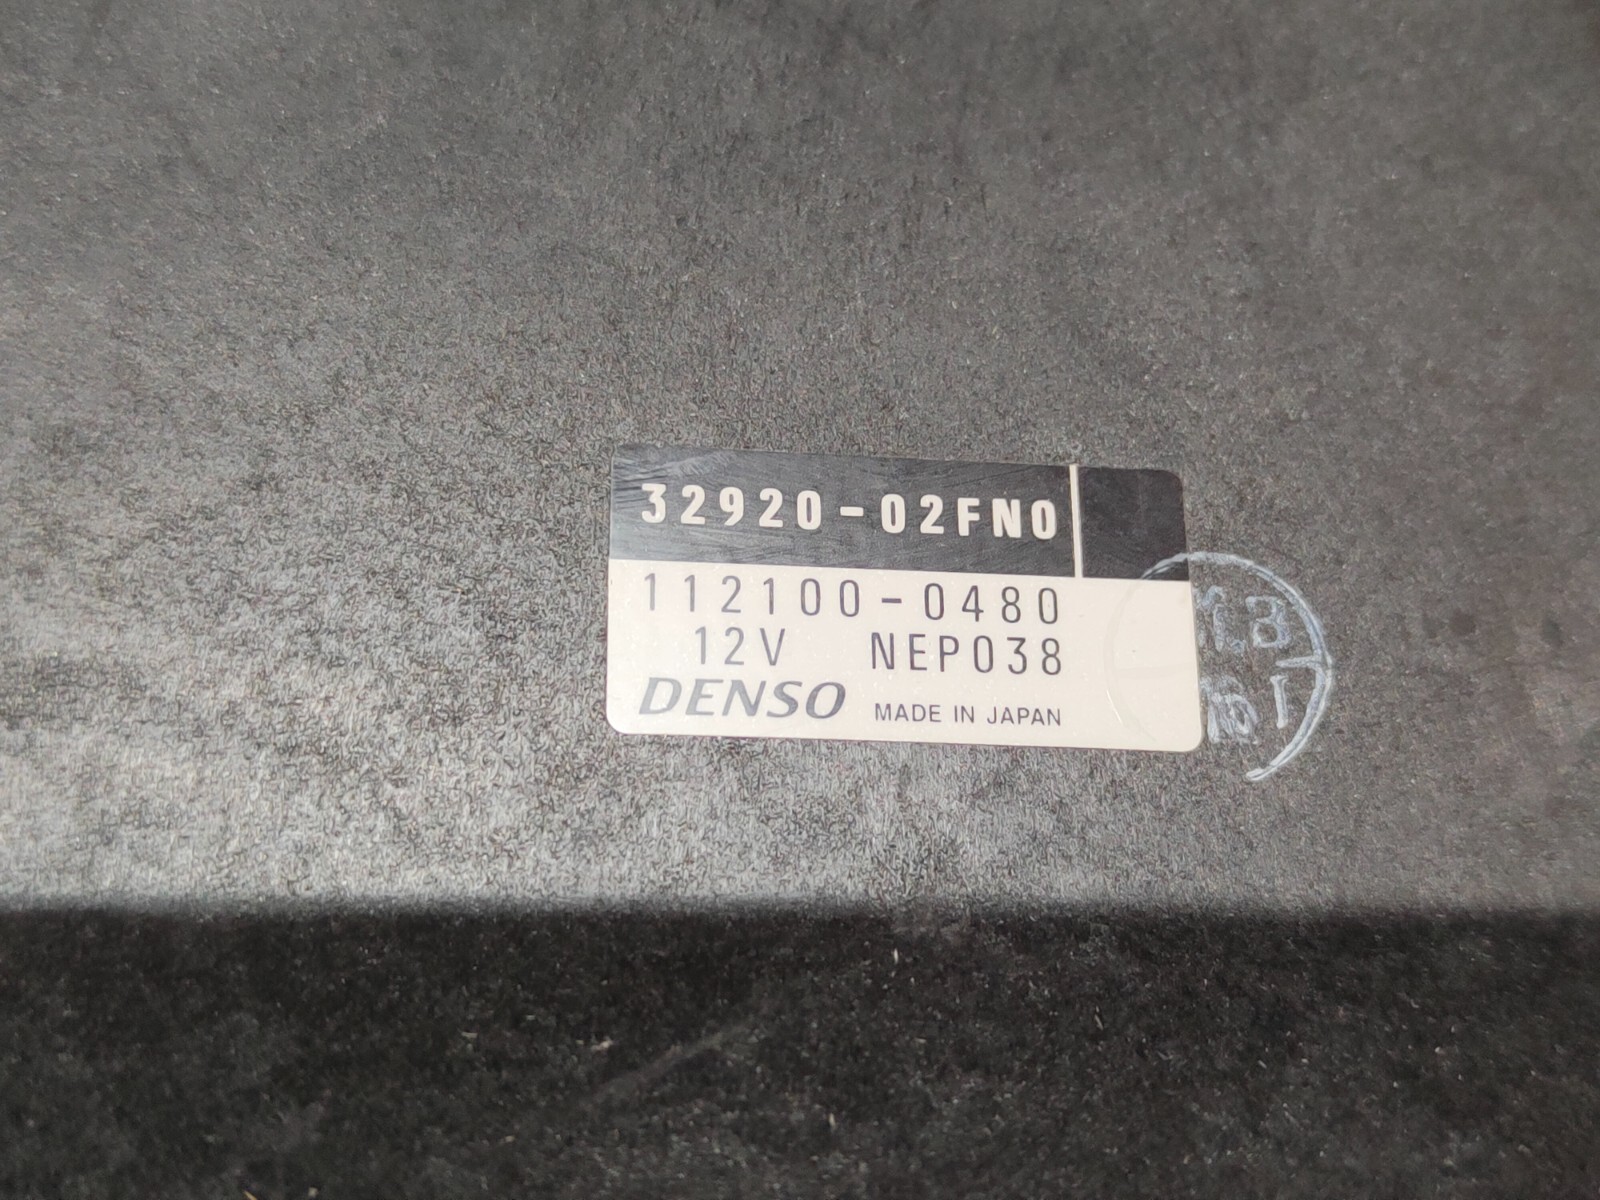 32920-02FN0
112100-0480
12V NEP038
DENSO MADE IN JAPAN